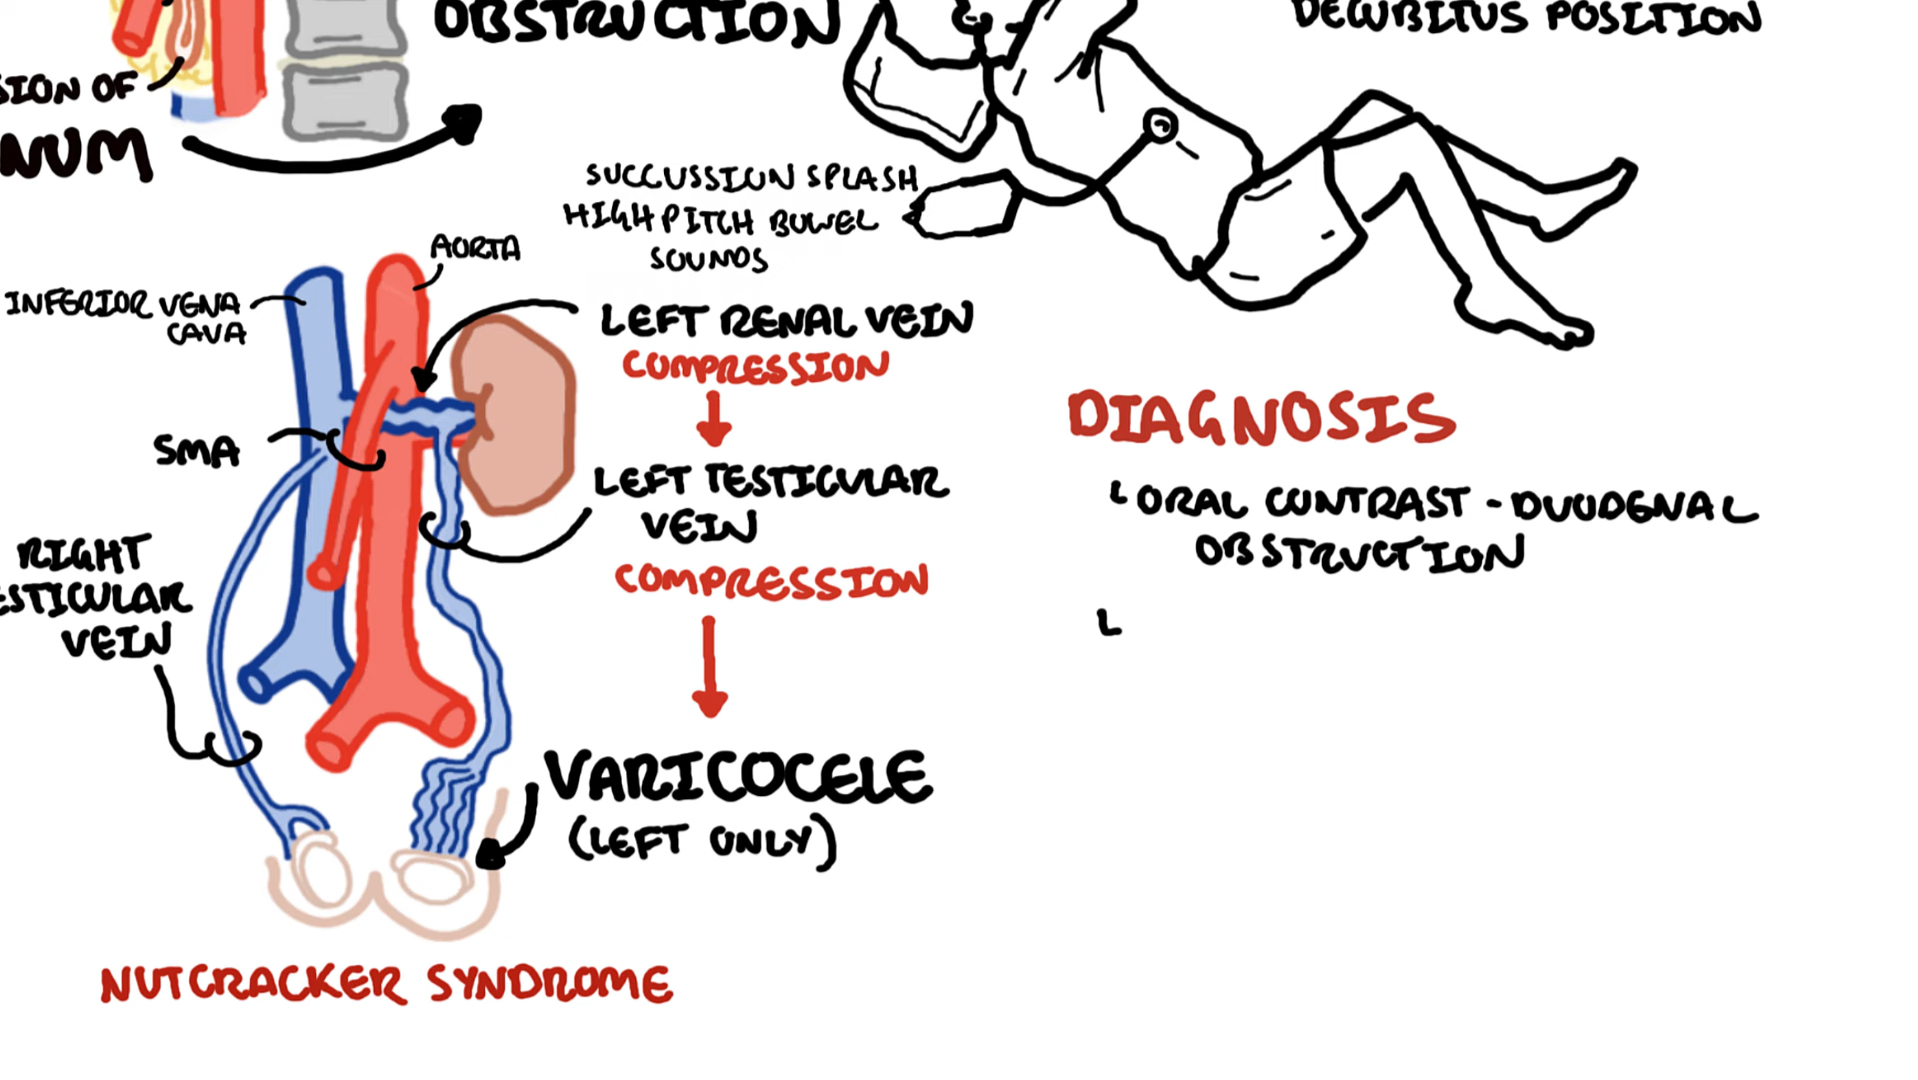 OBSTRUCTION
DECUBITUS POSITION
SION OF
NUM
SUCCUSSION SPLASH
HIGH PITCH BOWEL
SOUNDS
AORTA
INFERIOR VENA
CAVA
LEFT RENAL VEIN
COMPRESSION
SMA
LEFT TESTICULAR
VEIN
COMPRESSION
RIGHT
ESTICULAR
VEIN
VARICOCELE
(LEFT ONLY)
NUTCRACKER SYNDROME
DIAGNOSIS
ORAL CONTRAST - DUODENAL
OBSTRUCTION